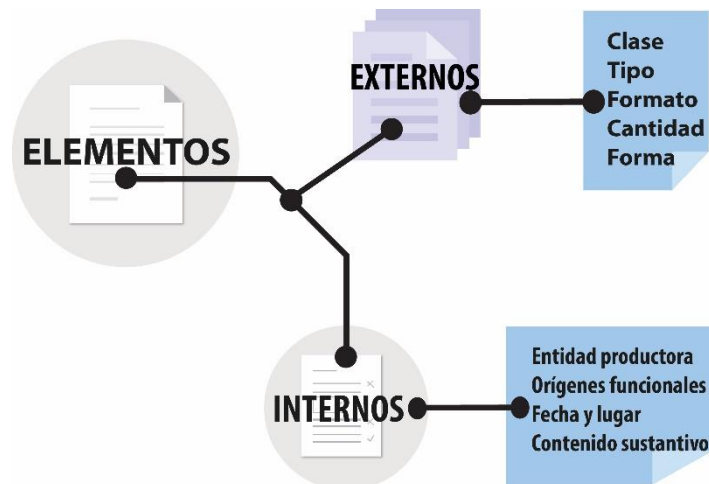 ELEMENTOS
EXTERNOS
Clase
Tipo
Formato
Cantidad
Forma
INTERNOS
Entidad productora
Orígenes funcionales
Fecha y lugar
Contenido sustantivo